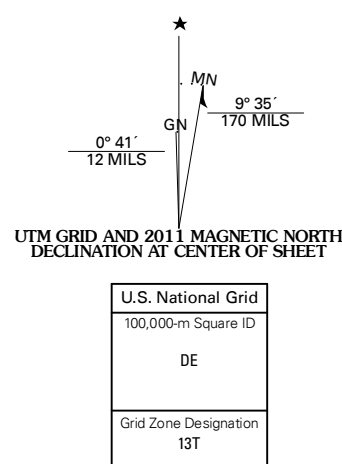 MN
9° 35´
170 MILS
GN
0° 41´
12 MILS
UTM GRID AND 2011 MAGNETIC NORTH
DECLINATION AT CENTER OF SHEET
U.S. National Grid
100,000-m Square ID
DE
Grid Zone Designation
13T